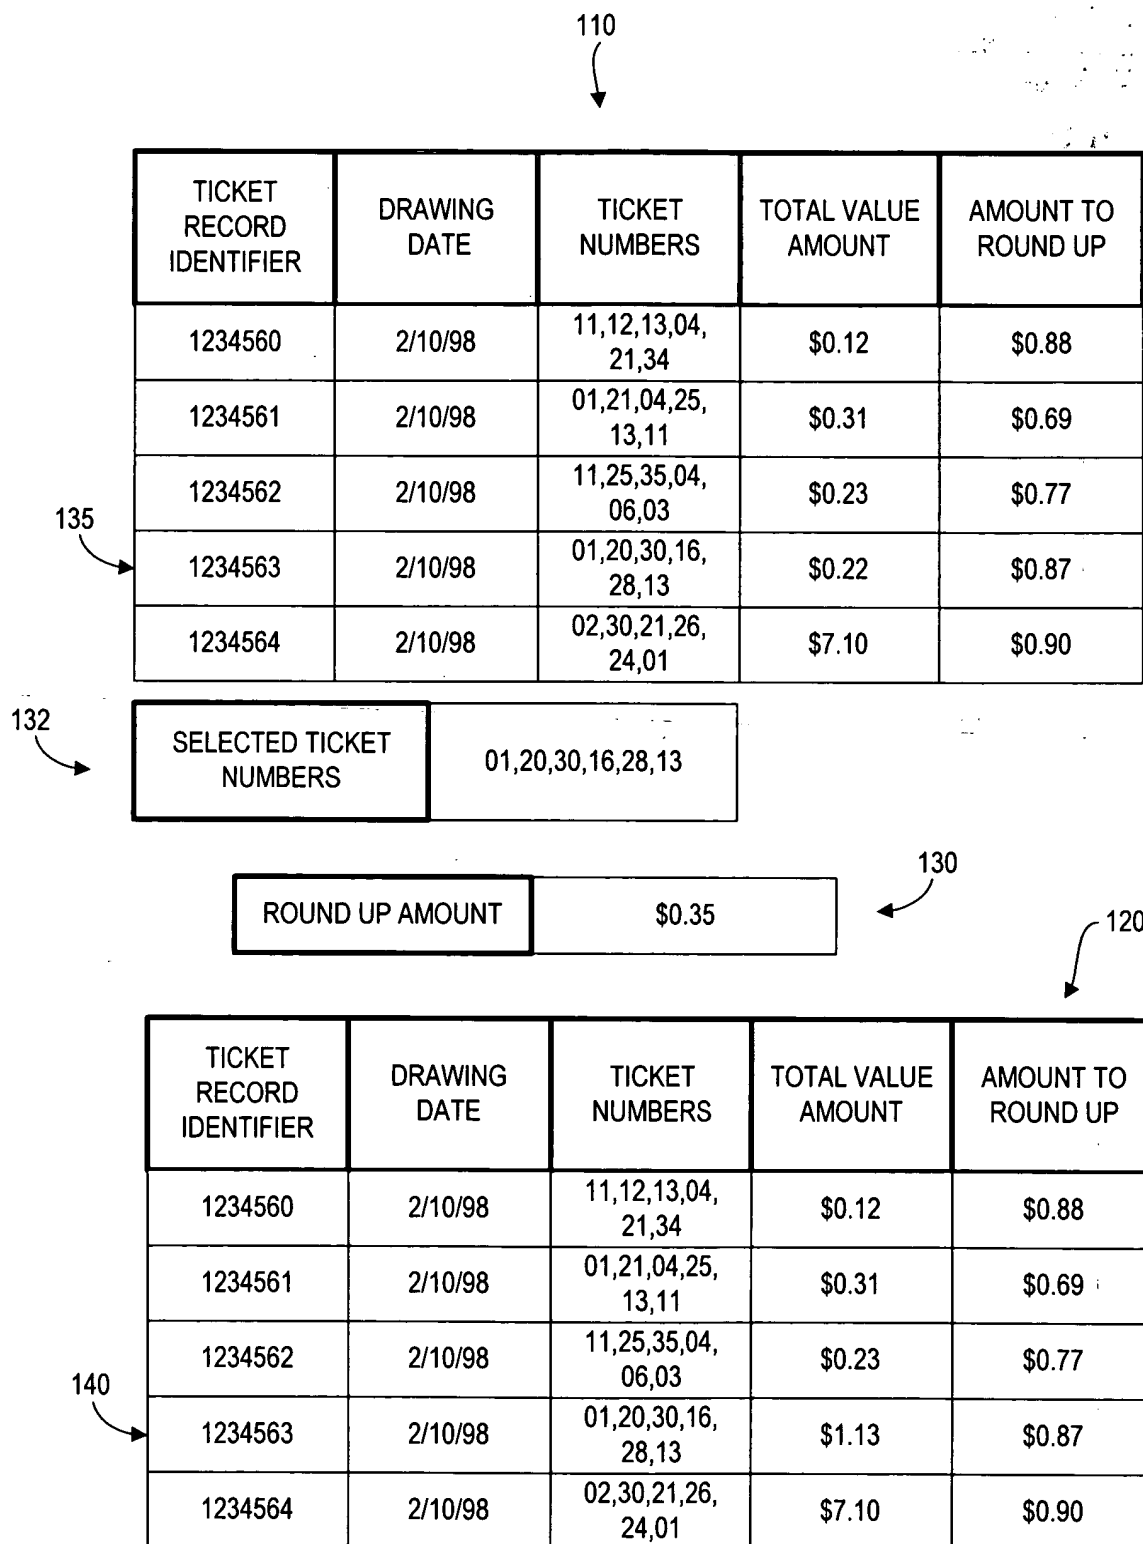 110
TICKET
RECORD
IDENTIFIER
DRAWING
DATE
TICKET
NUMBERS
TOTAL VALUE
AMOUNT
AMOUNT TO
ROUND UP
1234560
2/10/98
11,12,13,04,
21,34
$0.12
$0.88
1234561
2/10/98
01,21,04,25,
13,11
$0.31
$0.69
1234562
2/10/98
11,25,35,04,
06,03
$0.23
$0.77
135
1234563
2/10/98
01,20,30,16,
28,13
$0.22
$0.87
1234564
2/10/98
02,30,21,26,
24,01
$7.10
$0.90
132
SELECTED TICKET
NUMBERS
01,20,30,16,28,13
130
ROUND UP AMOUNT
$0.35
120
TICKET
RECORD
IDENTIFIER
DRAWING
DATE
TICKET
NUMBERS
TOTAL VALUE
AMOUNT
AMOUNT TO
ROUND UP
1234560
2/10/98
11,12,13,04,
21,34
$0.12
$0.88
1234561
2/10/98
01,21,04,25,
13,11
$0.31
$0.69
1234562
2/10/98
11,25,35,04,
06,03
$0.23
$0.77
140
1234563
2/10/98
01,20,30,16,
28,13
$1.13
$0.87
1234564
2/10/98
02,30,21,26,
24,01
$7.10
$0.90